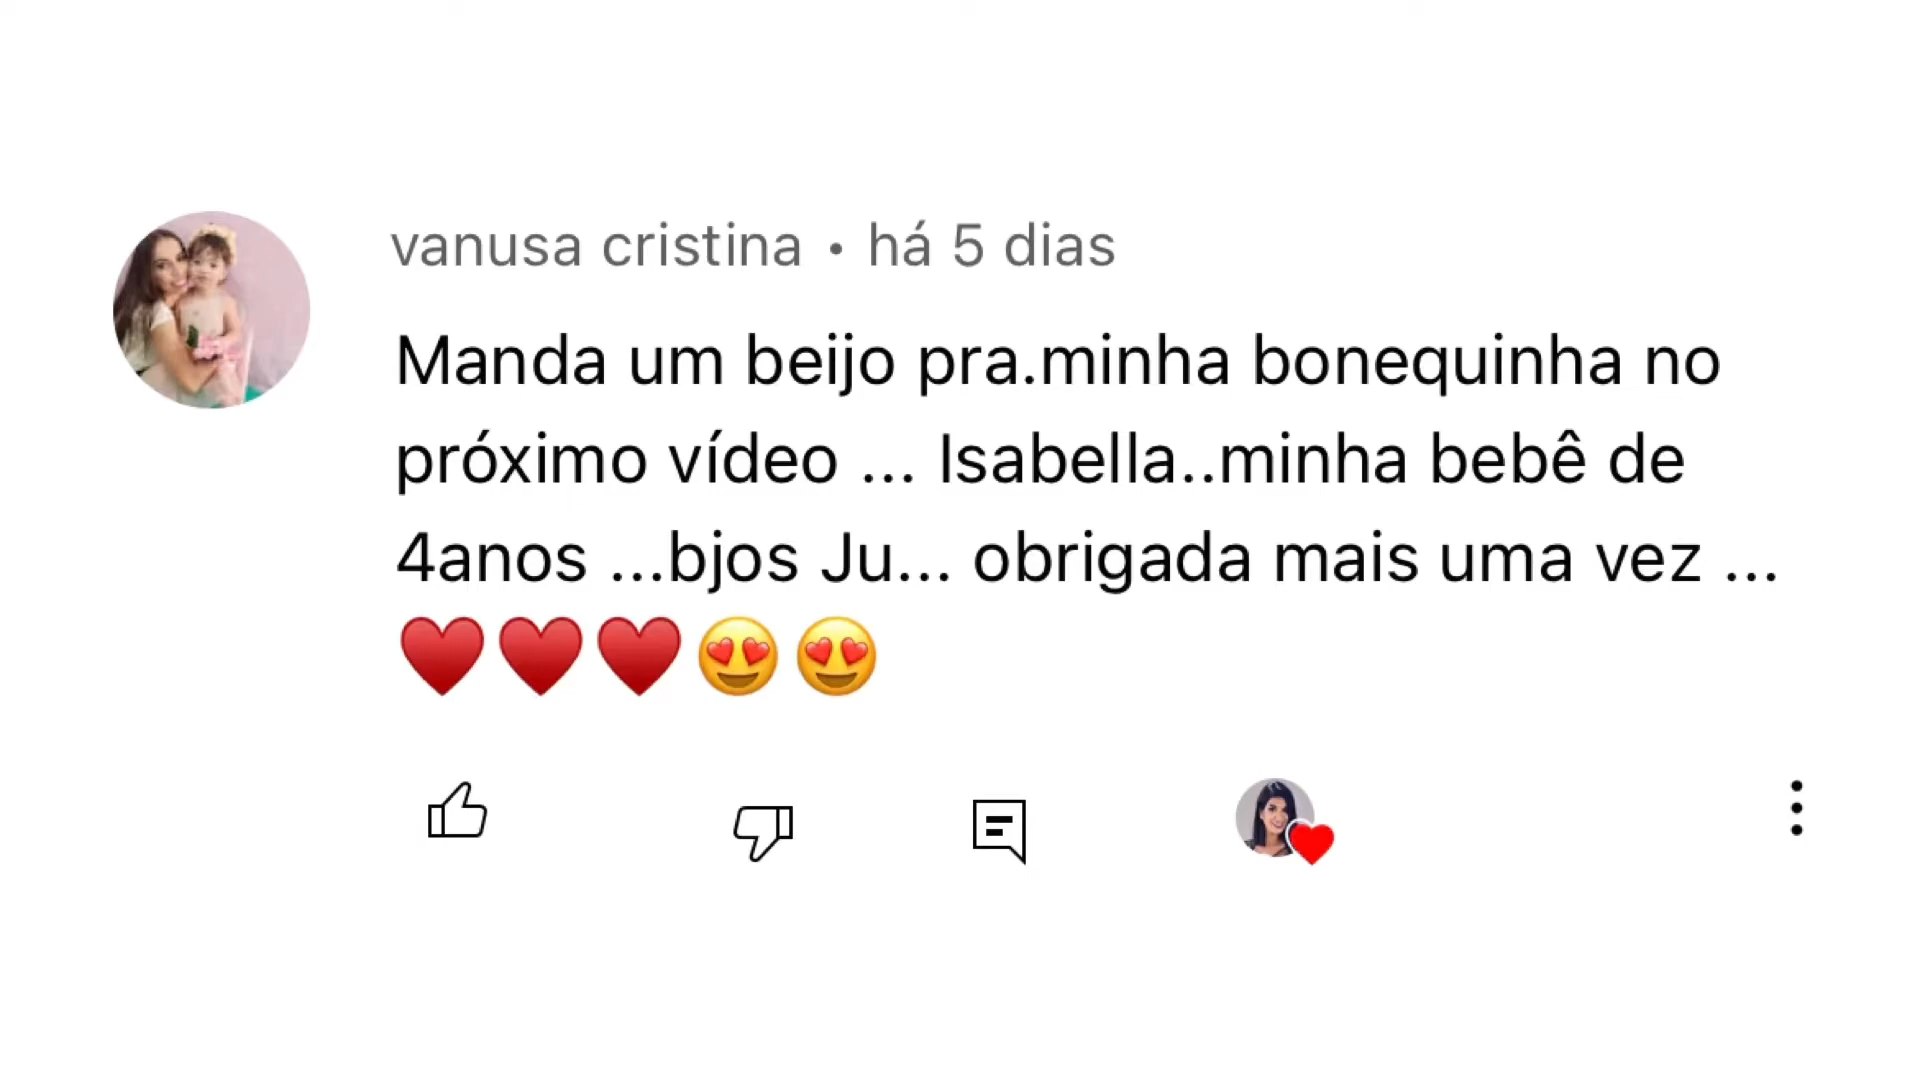 vanusa cristina • há 5 dias
Manda um beijo pra.minha bonequinha no
próximo vídeo ... Isabella..minha bebê de
4anos ...bjos Ju... obrigada mais uma vez ...
♥️♥️♥️😍😍